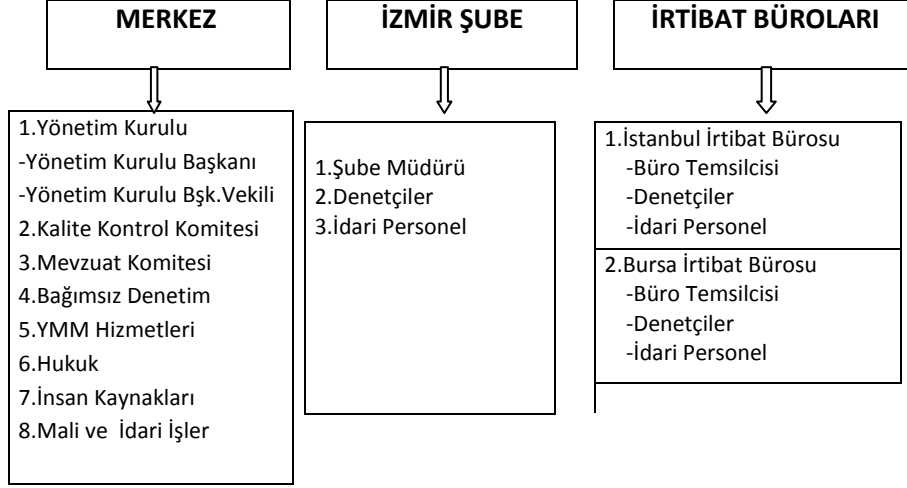 MERKEZ
1.Yönetim Kurulu
-Yönetim Kurulu Başkanı
-Yönetim Kurulu Bşk.Vekili
2.Kalite Kontrol Komitesi
3.Mevzuat Komitesi
4.Bağımsız Denetim
5.YMM Hizmetleri
6.Hukuk
7.İnsan Kaynakları
8.Mali ve İdari İşler
İZMİR ŞUBE
1.Şube Müdürü
2.Denetçiler
3.İdari Personel
İRTİBAT BÜROLARI
1.İstanbul İrtibat Bürosu
-Büro Temsilcisi
-Denetçiler
-İdari Personel
2.Bursa İrtibat Bürosu
-Büro Temsilcisi
-Denetçiler
-İdari Personel